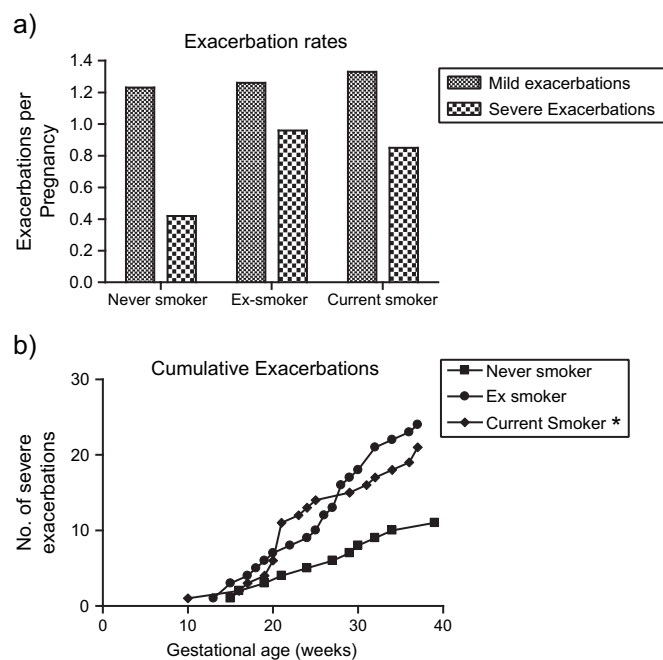 a)
Exacerbation rates
Exacerbations per
Pregnancy
1.4
1.2
1.0
0.8
0.6
0.4
0.2
0.0
Never smoker Ex-smoker Current smoker
Mild exacerbations
Severe Exacerbations
b)
Cumulative Exacerbations
No. of severe
exacerbations
30
20
10
0
0 10 20 30 40
Gestational age (weeks)
Never smoker
Ex smoker
Current Smoker *